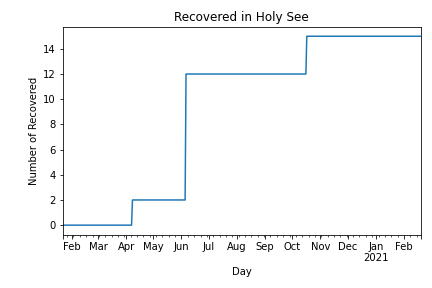 Recovered in Holy See
Number of Recovered
14
12
10
8
6
4
2
0
Feb Mar Apr May Jun Jul Aug Sep Oct Nov Dec Jan Feb
2021
Day